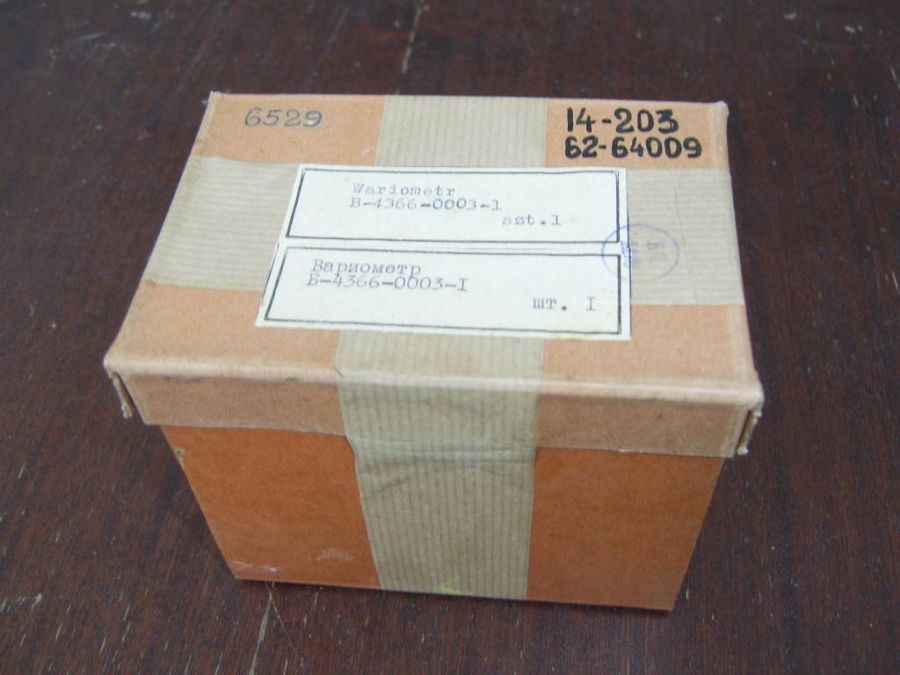 6529
14-203
62-64009
Wariometr
B-4366-0003-1
szt.1
Вариометр
Б-4366-0003-I
шт. I